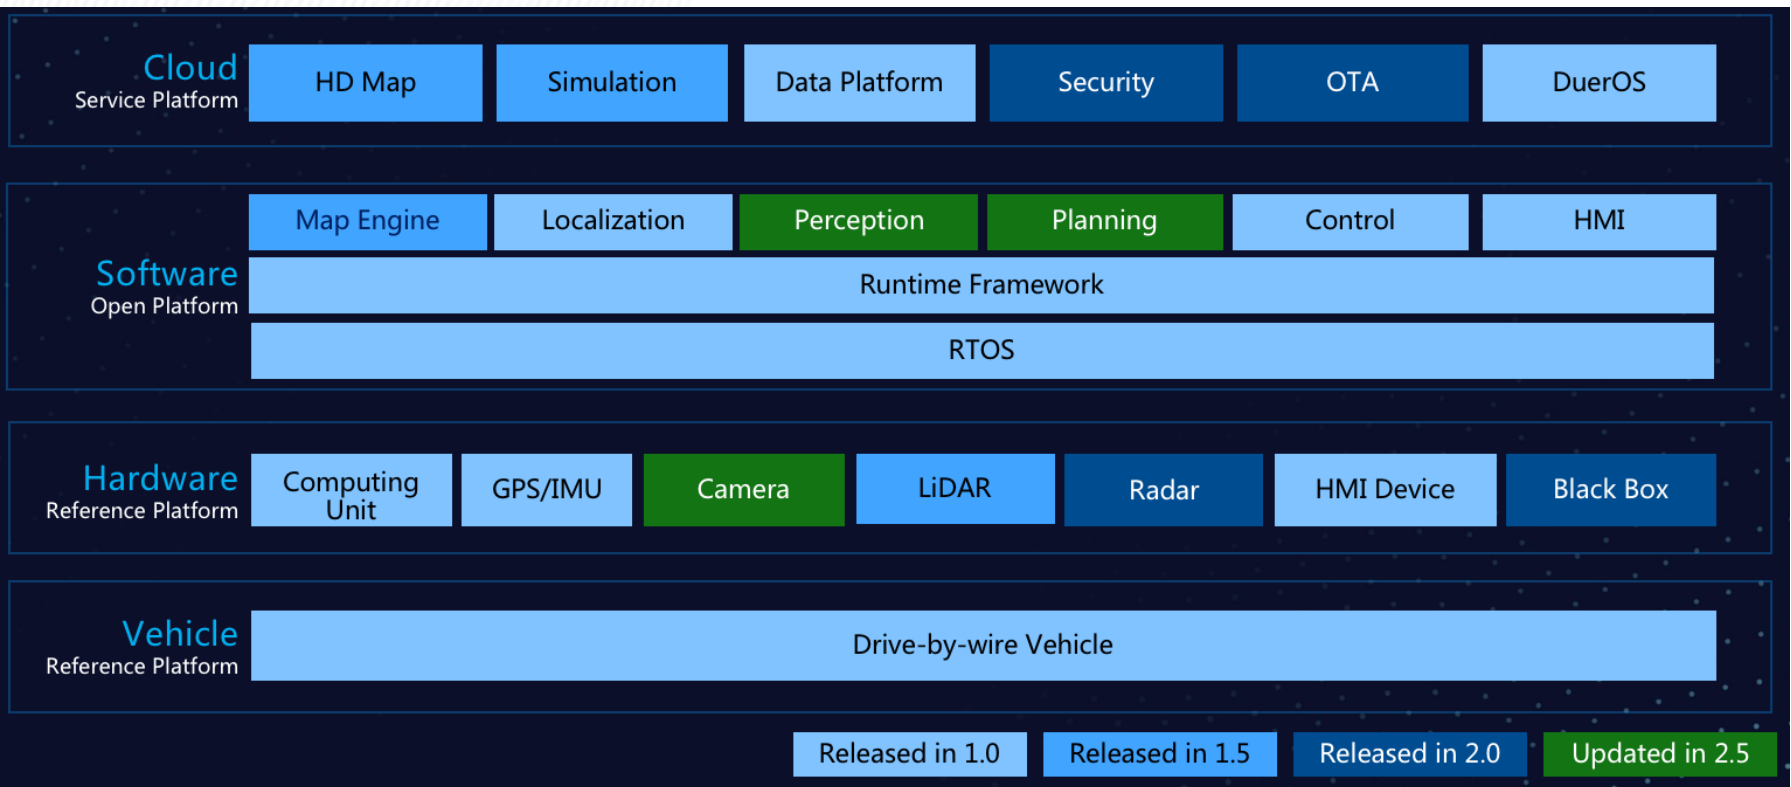 Cloud
Service Platform
HD Map
Simulation
Data Platform
Security
OTA
DuerOS
Software
Open Platform
Map Engine
Localization
Perception
Planning
Control
HMI
Runtime Framework
RTOS
Hardware
Reference Platform
Computing
Unit
GPS/IMU
Camera
LiDAR
Radar
HMI Device
Black Box
Vehicle
Reference Platform
Drive-by-wire Vehicle
Released in 1.0
Released in 1.5
Released in 2.0
Updated in 2.5